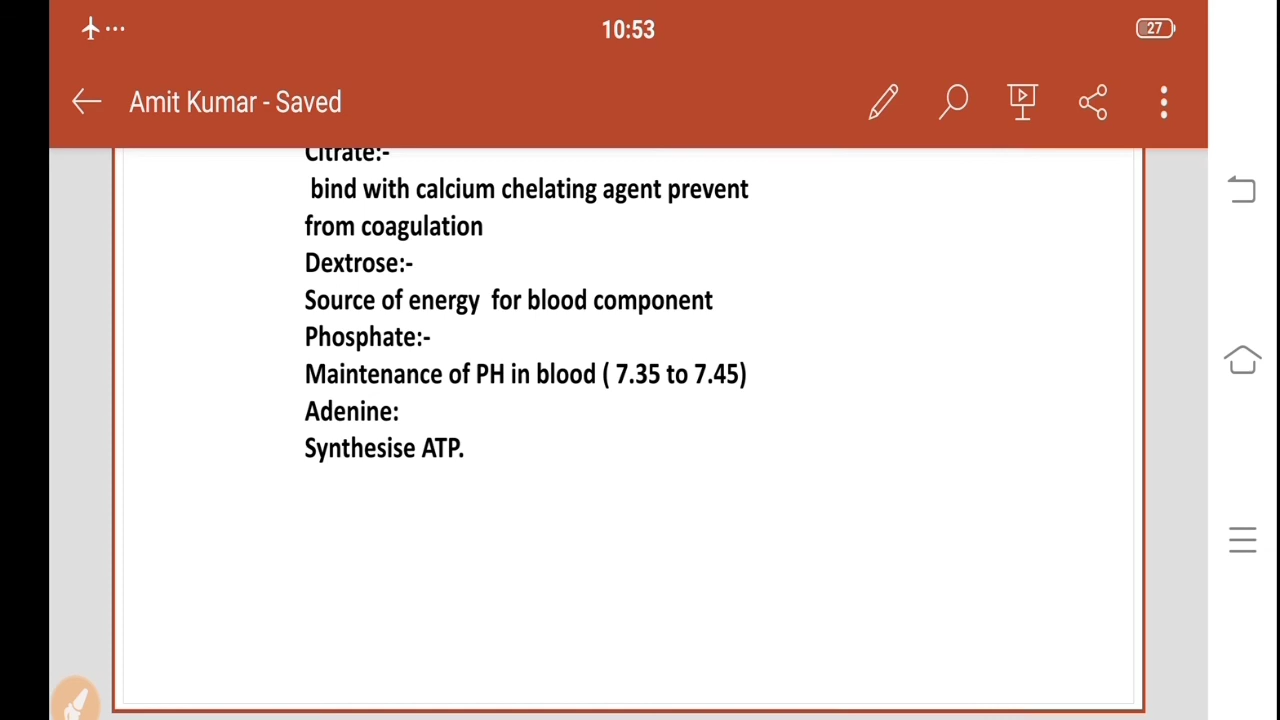 10:53
27
Amit Kumar - Saved
Citrate:-
bind with calcium chelating agent prevent
from coagulation
Dextrose:-
Source of energy for blood component
Phosphate:-
Maintenance of PH in blood ( 7.35 to 7.45)
Adenine:
Synthesise ATP.